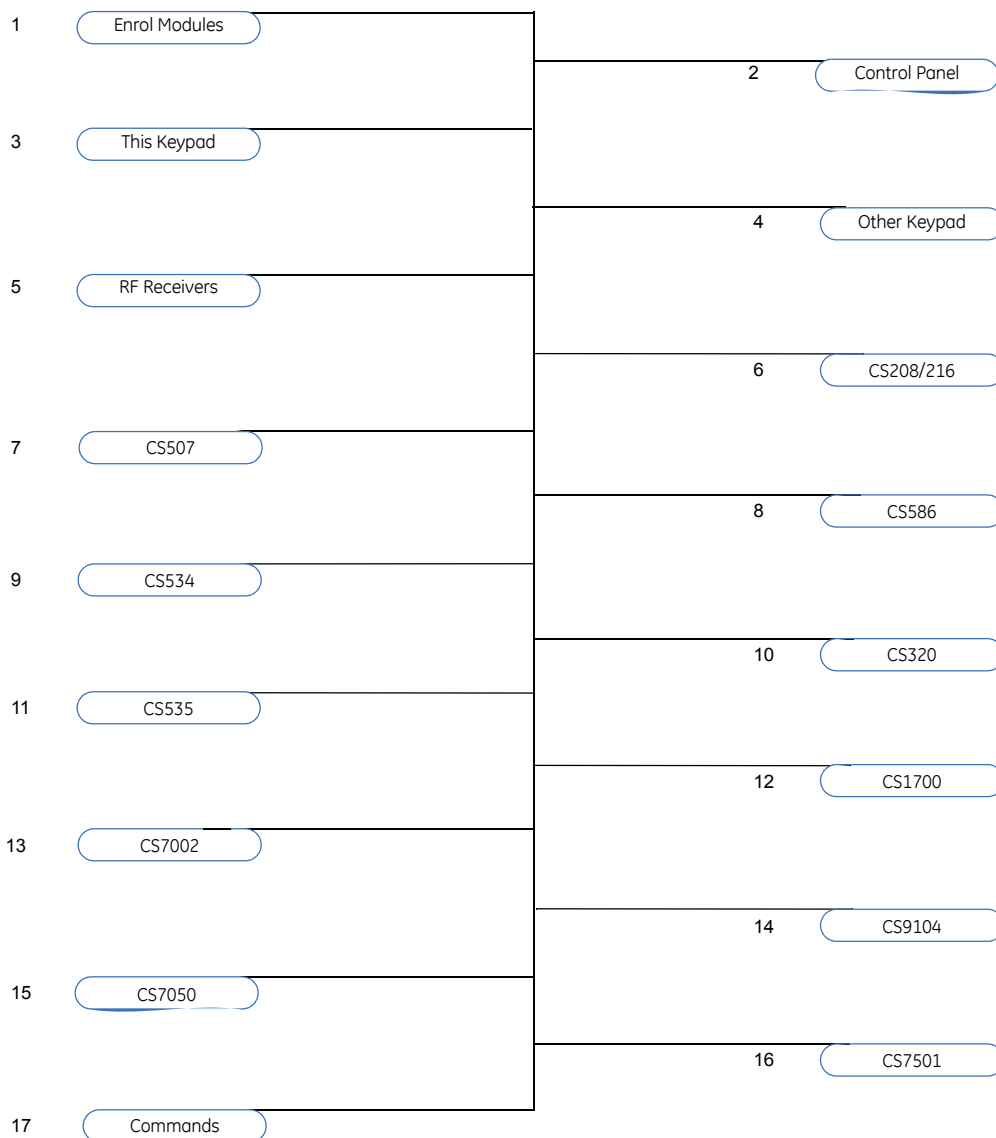 1 Enrol Modules
2 Control Panel
3 This Keypad
4 Other Keypad
5 RF Receivers
6 CS208/216
7 CS507
8 CS586
9 CS534
10 CS320
11 CS535
12 CS1700
13 CS7002
14 CS9104
15 CS7050
16 CS7501
17 Commands